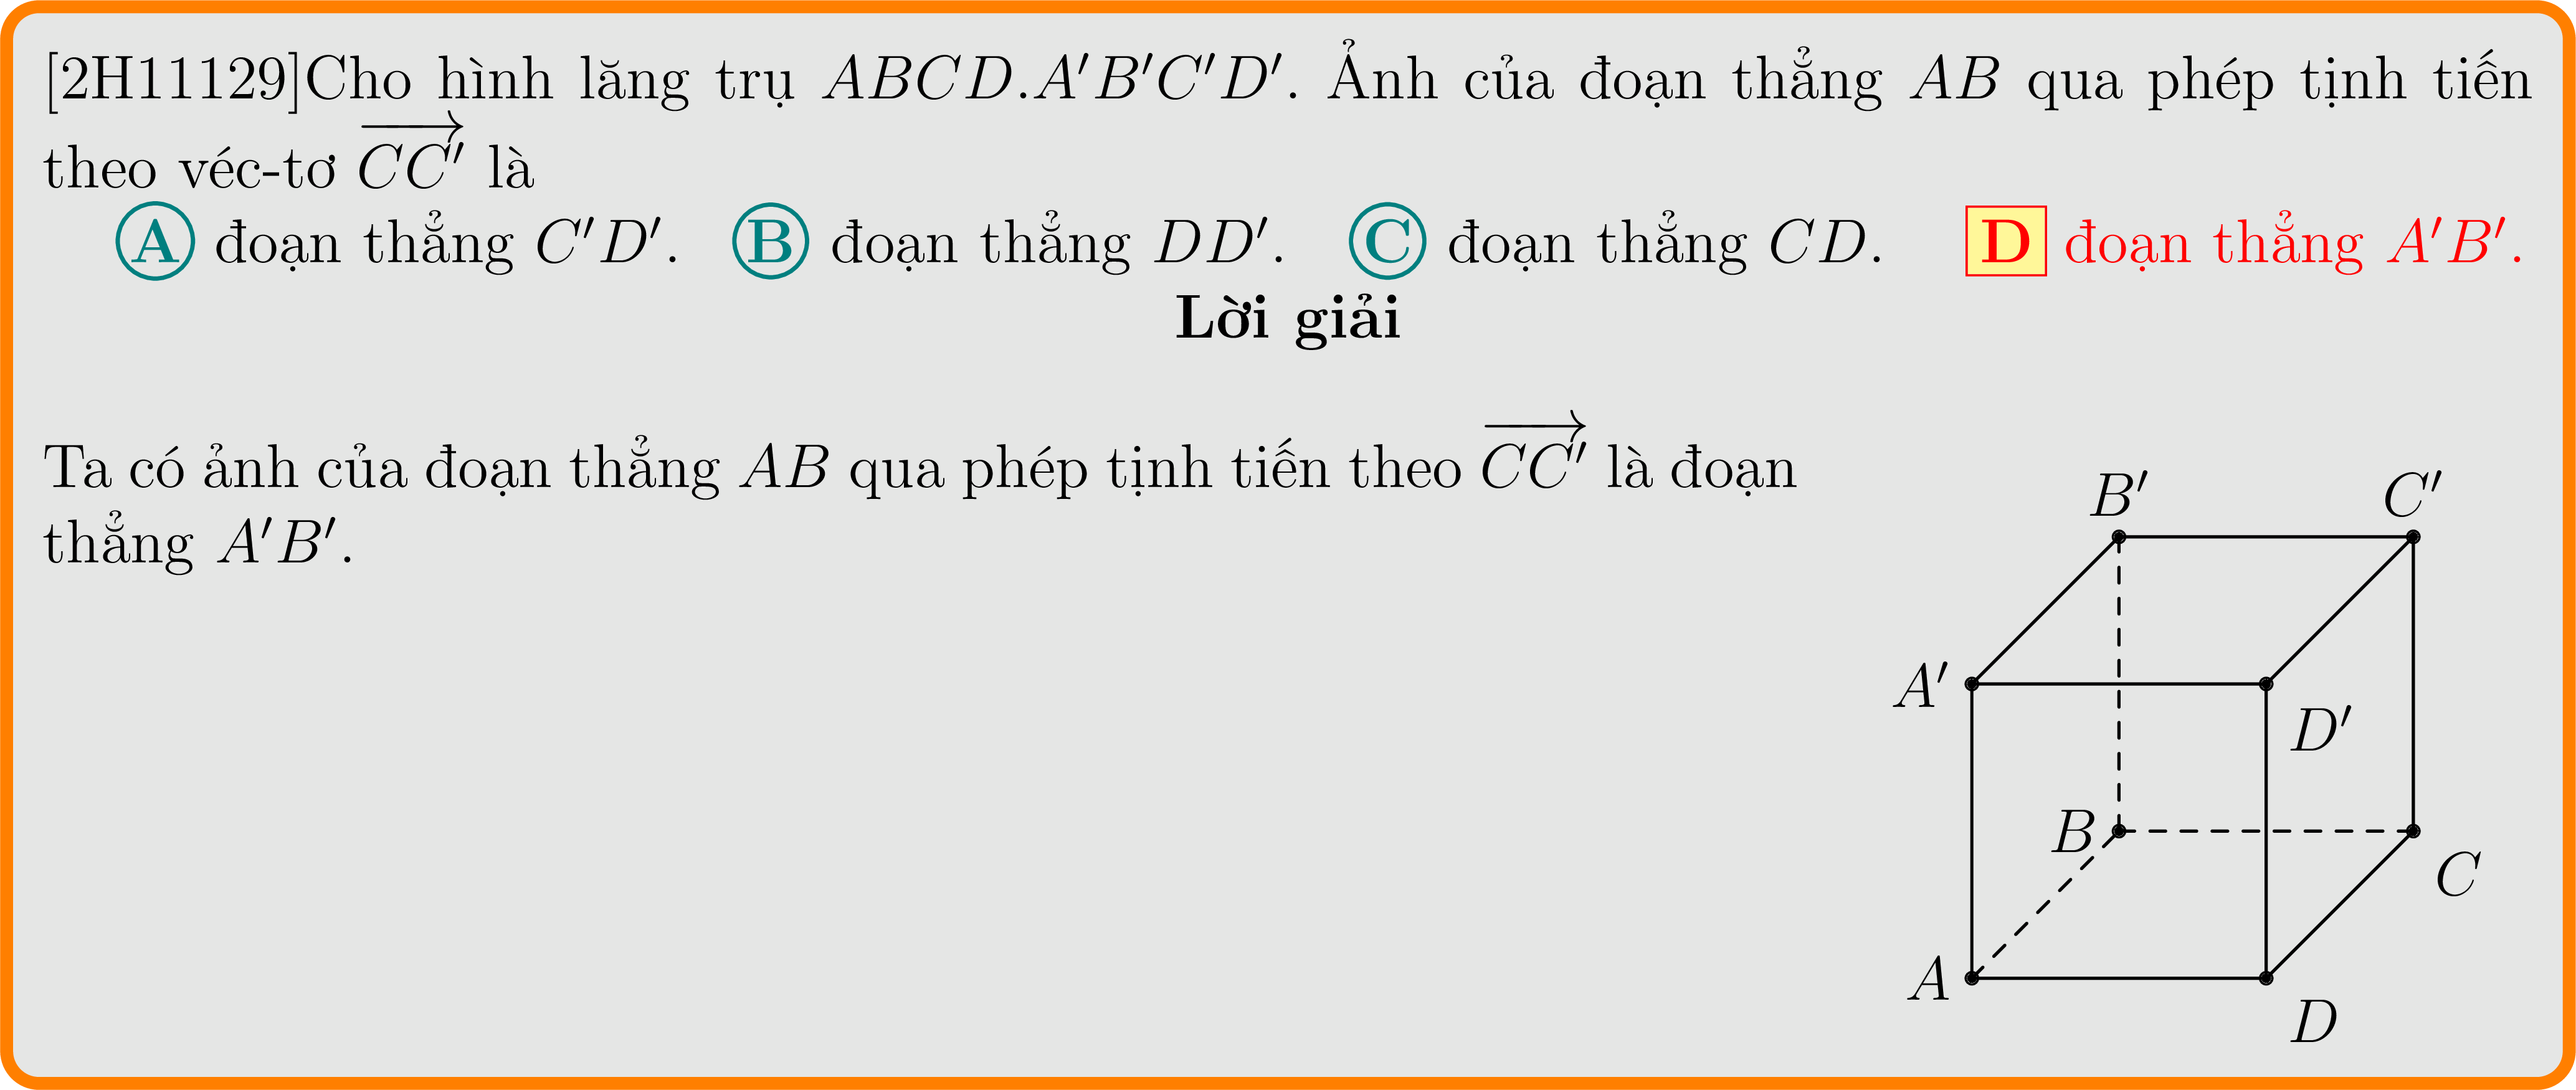 [2H11129]Cho hình lăng trụ ABCD.A′B′C′D′. Ảnh của đoạn thẳng AB qua phép tịnh tiến
theo véc-tơ $\overrightarrow{CC'}$ là
A đoạn thẳng C′D′. B đoạn thẳng DD′. C đoạn thẳng CD. D đoạn thẳng A′B′.
Lời giải
Ta có ảnh của đoạn thẳng AB qua phép tịnh tiến theo $\overrightarrow{CC'}$ là đoạn
thẳng A′B′.
B′ C′
A′
D′
B
C
A
D